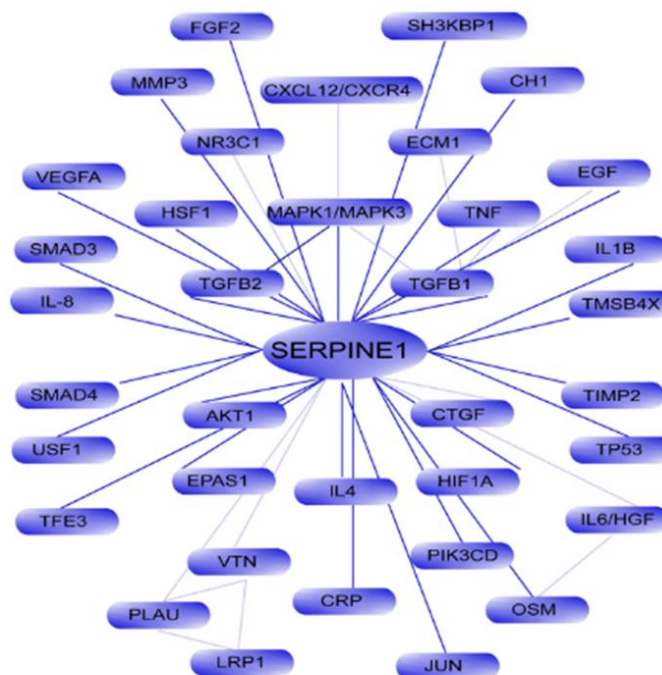 FGF2
SH3KBP1
MMP3
CXCL12/CXCR4
CH1
NR3C1
ECM1
VEGFA
EGF
HSF1
MAPK1/MAPK3
TNF
SMAD3
IL1B
TGFB2
TGFB1
IL-8
TMSB4X
SERPINE1
SMAD4
TIMP2
AKT1
CTGF
USF1
TP53
EPAS1
IL4
HIF1A
TFE3
IL6/HGF
VTN
PIK3CD
PLAU
CRP
OSM
LRP1
JUN